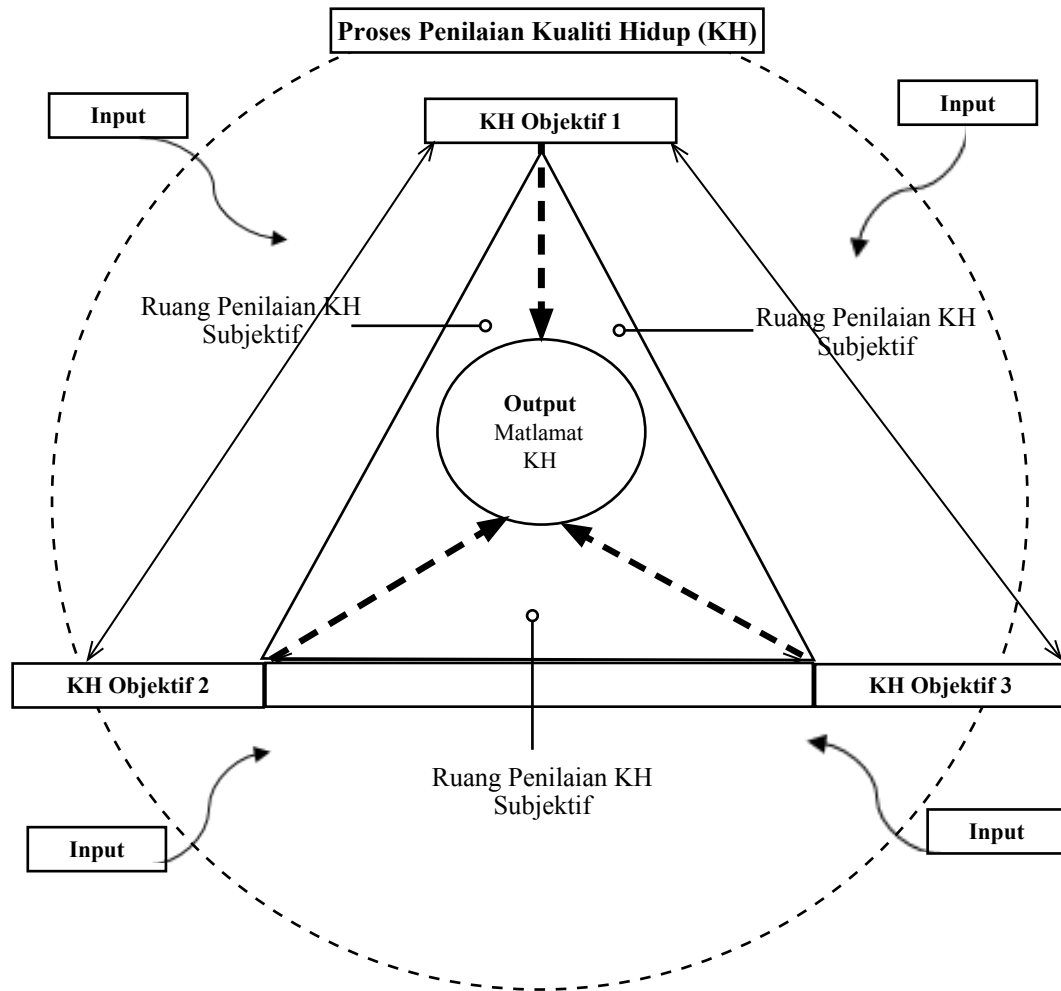 Proses Penilaian Kualiti Hidup (KH)
Input
Input
KH Objektif 1
Ruang Penilaian KH
Subjektif
Ruang Penilaian KH
Subjektif
Output
Matlamat
KH
KH Objektif 2
KH Objektif 3
Ruang Penilaian KH
Subjektif
Input
Input